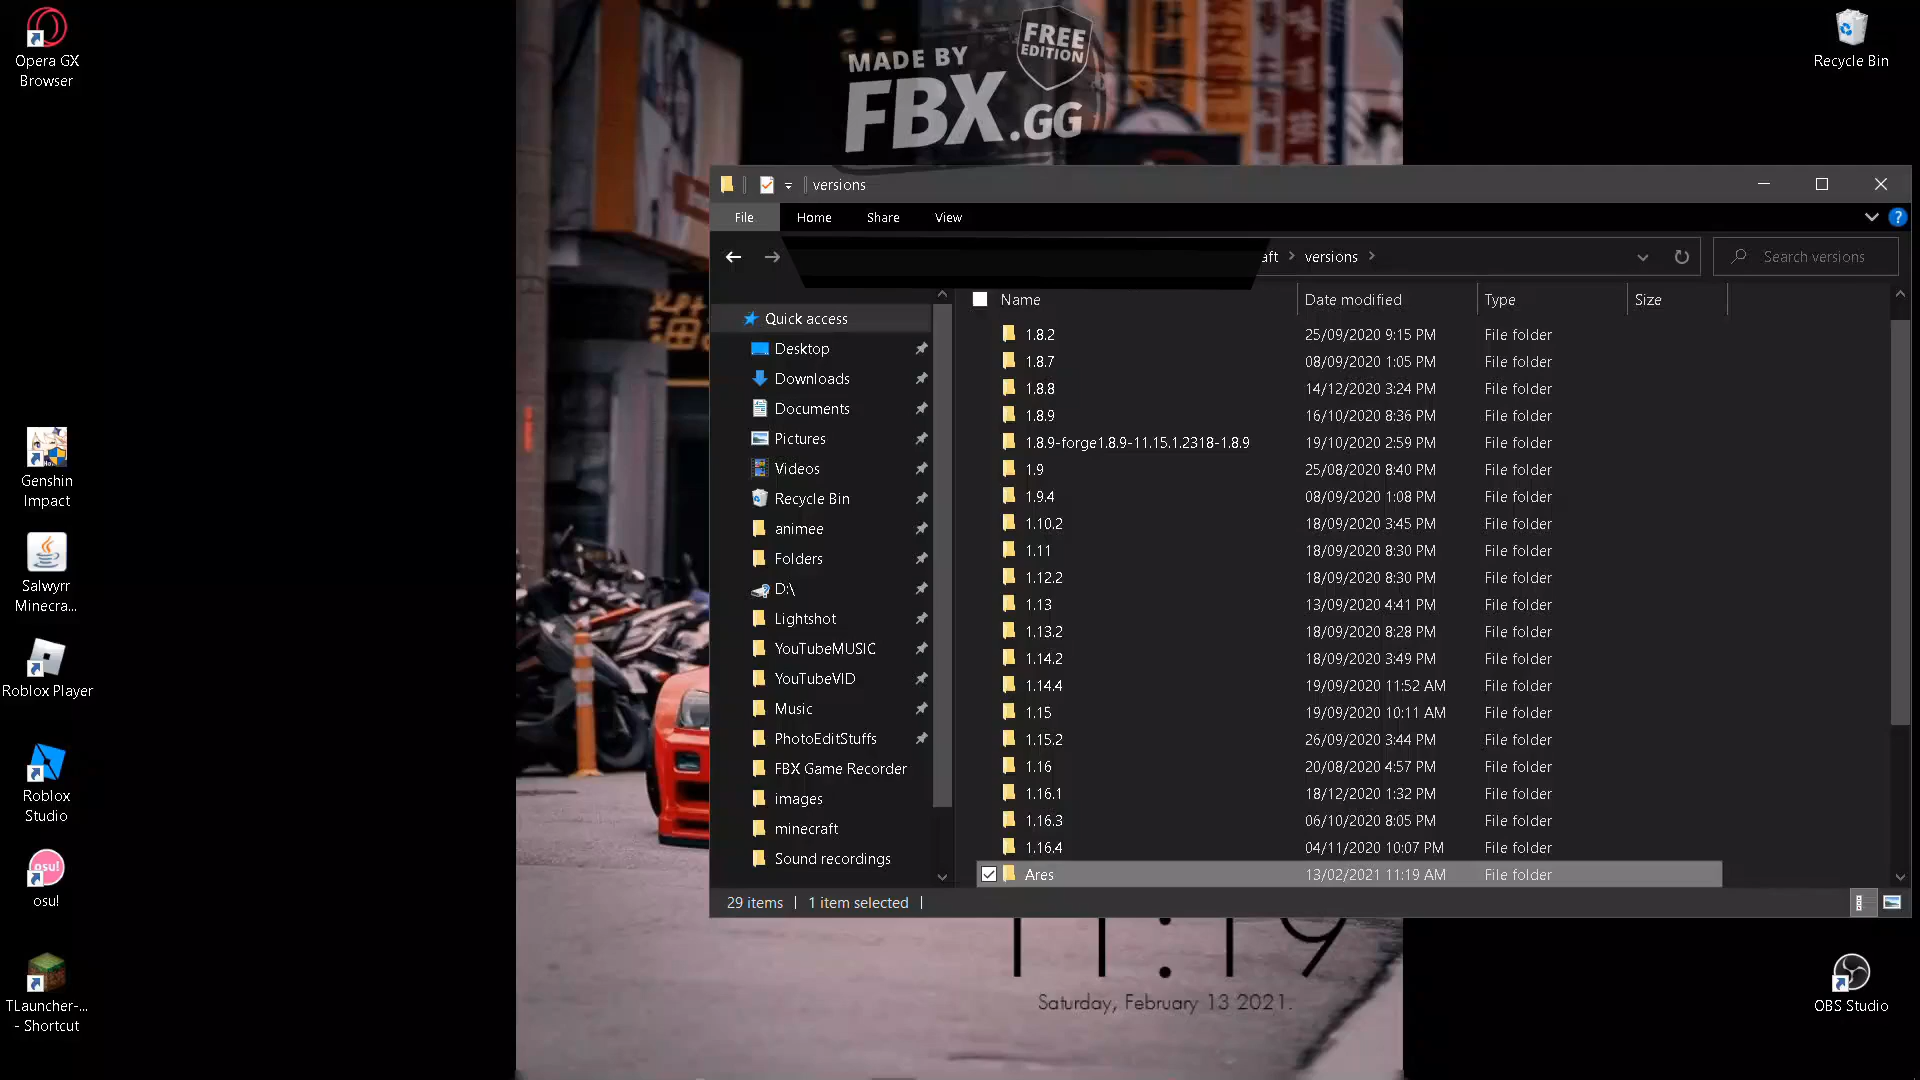 Opera GX
Browser
Genshin
Impact
Salwyrr
Minecra...
Roblox Player
Roblox
Studio
osu!
osu!
TLauncher-...
- Shortcut
MADE BY
FREE
EDITION
FBX.GG
Recycle Bin
versions
File Home Share View
aft > versions >
Search versions
Name Date modified Type Size
Quick access
Desktop
Downloads
Documents
Pictures
Videos
Recycle Bin
animee
Folders
D:\
Lightshot
YouTubeMUSIC
YouTubeVID
Music
PhotoEditStuffs
FBX Game Recorder
images
minecraft
Sound recordings
1.8.2 25/09/2020 9:15 PM File folder
1.8.7 08/09/2020 1:05 PM File folder
1.8.8 14/12/2020 3:24 PM File folder
1.8.9 16/10/2020 8:36 PM File folder
1.8.9-forge1.8.9-11.15.1.2318-1.8.9 19/10/2020 2:59 PM File folder
1.9 25/08/2020 8:40 PM File folder
1.9.4 08/09/2020 1:08 PM File folder
1.10.2 18/09/2020 3:45 PM File folder
1.11 18/09/2020 8:30 PM File folder
1.12.2 18/09/2020 8:30 PM File folder
1.13 13/09/2020 4:41 PM File folder
1.13.2 18/09/2020 8:28 PM File folder
1.14.2 18/09/2020 3:49 PM File folder
1.14.4 19/09/2020 11:52 AM File folder
1.15 19/09/2020 10:11 AM File folder
1.15.2 26/09/2020 3:44 PM File folder
1.16 20/08/2020 4:57 PM File folder
1.16.1 18/12/2020 1:32 PM File folder
1.16.3 06/10/2020 8:05 PM File folder
1.16.4 04/11/2020 10:07 PM File folder
Ares 13/02/2021 11:19 AM File folder
29 items | 1 item selected |
11:19
Saturday, February 13 2021.
OBS Studio